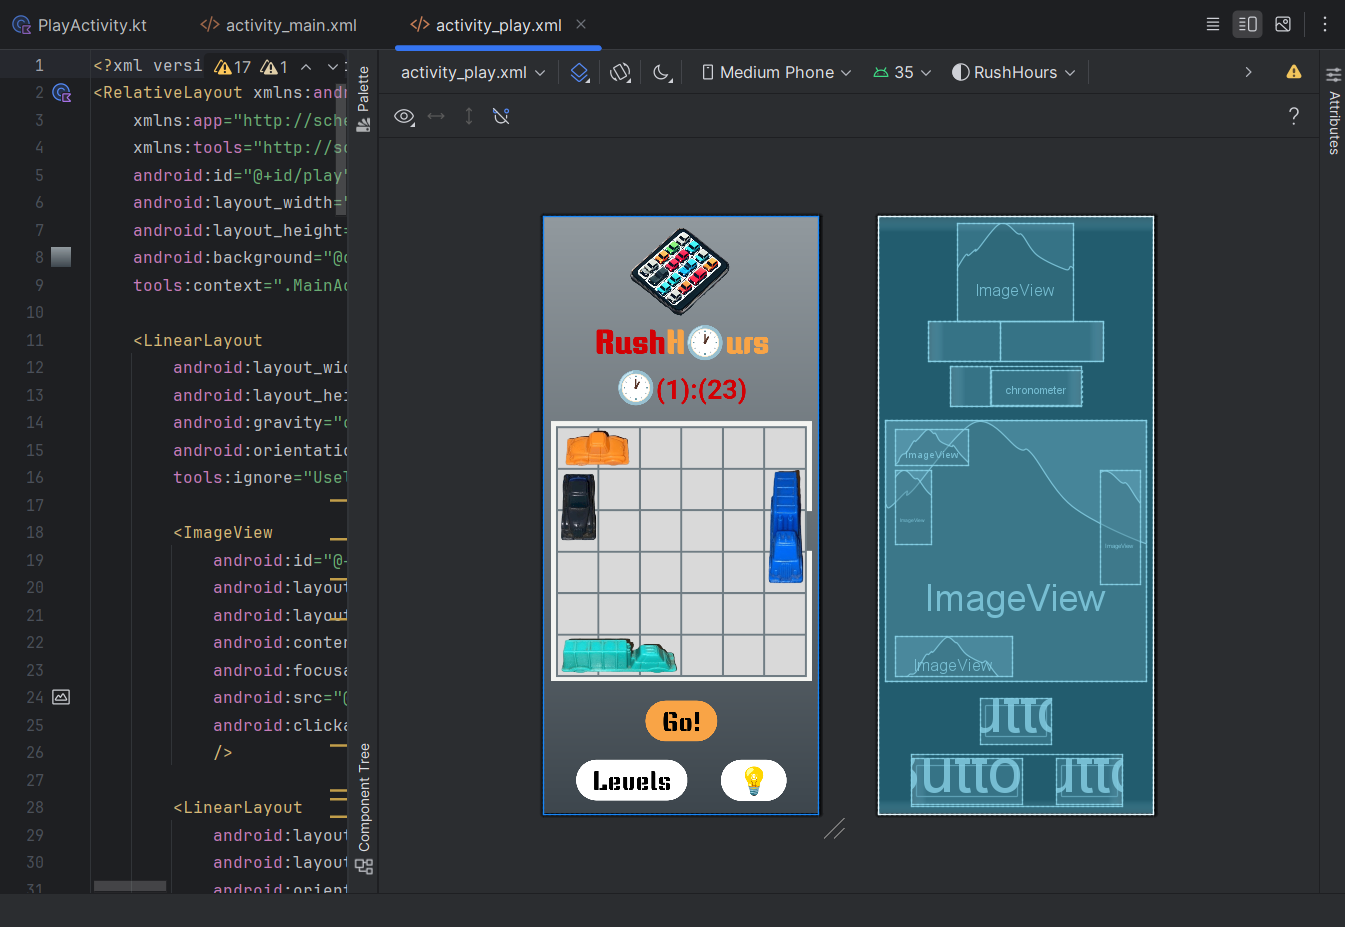 PlayActivity.kt
</> activity_main.xml
</> activity_play.xml
1 <?xml versi 17 1
2 <RelativeLayout xmlns:andr
3 xmlns:app="http://sche
4 xmlns:tools="http://sc
5 android:id="@+id/play"
6 android:layout_width="
7 android:layout_height=
8 android:background="@d
9 tools:context=".MainAc
10
11 <LinearLayout
12 android:layout_wid
13 android:layout_hei
14 android:gravity="c
15 android:orientatio
16 tools:ignore="Usel
17
18 <ImageView
19 android:id="@+
20 android:layout
21 android:layout
22 android:conten
23 android:focusa
24 android:src="@
25 android:clicka
26 />
27
28 <LinearLayout
29 android:layout
30 android:layout
31 android:orient
Palette
Component Tree
activity_play.xml
Medium Phone
35
RushHours
?
Attributes
RushH urs
(1):(23)
Go!
Levels
ImageView
chronometer
ImageView
ImageView
ImageView
ImageView
ImageView
utto
utto
utto